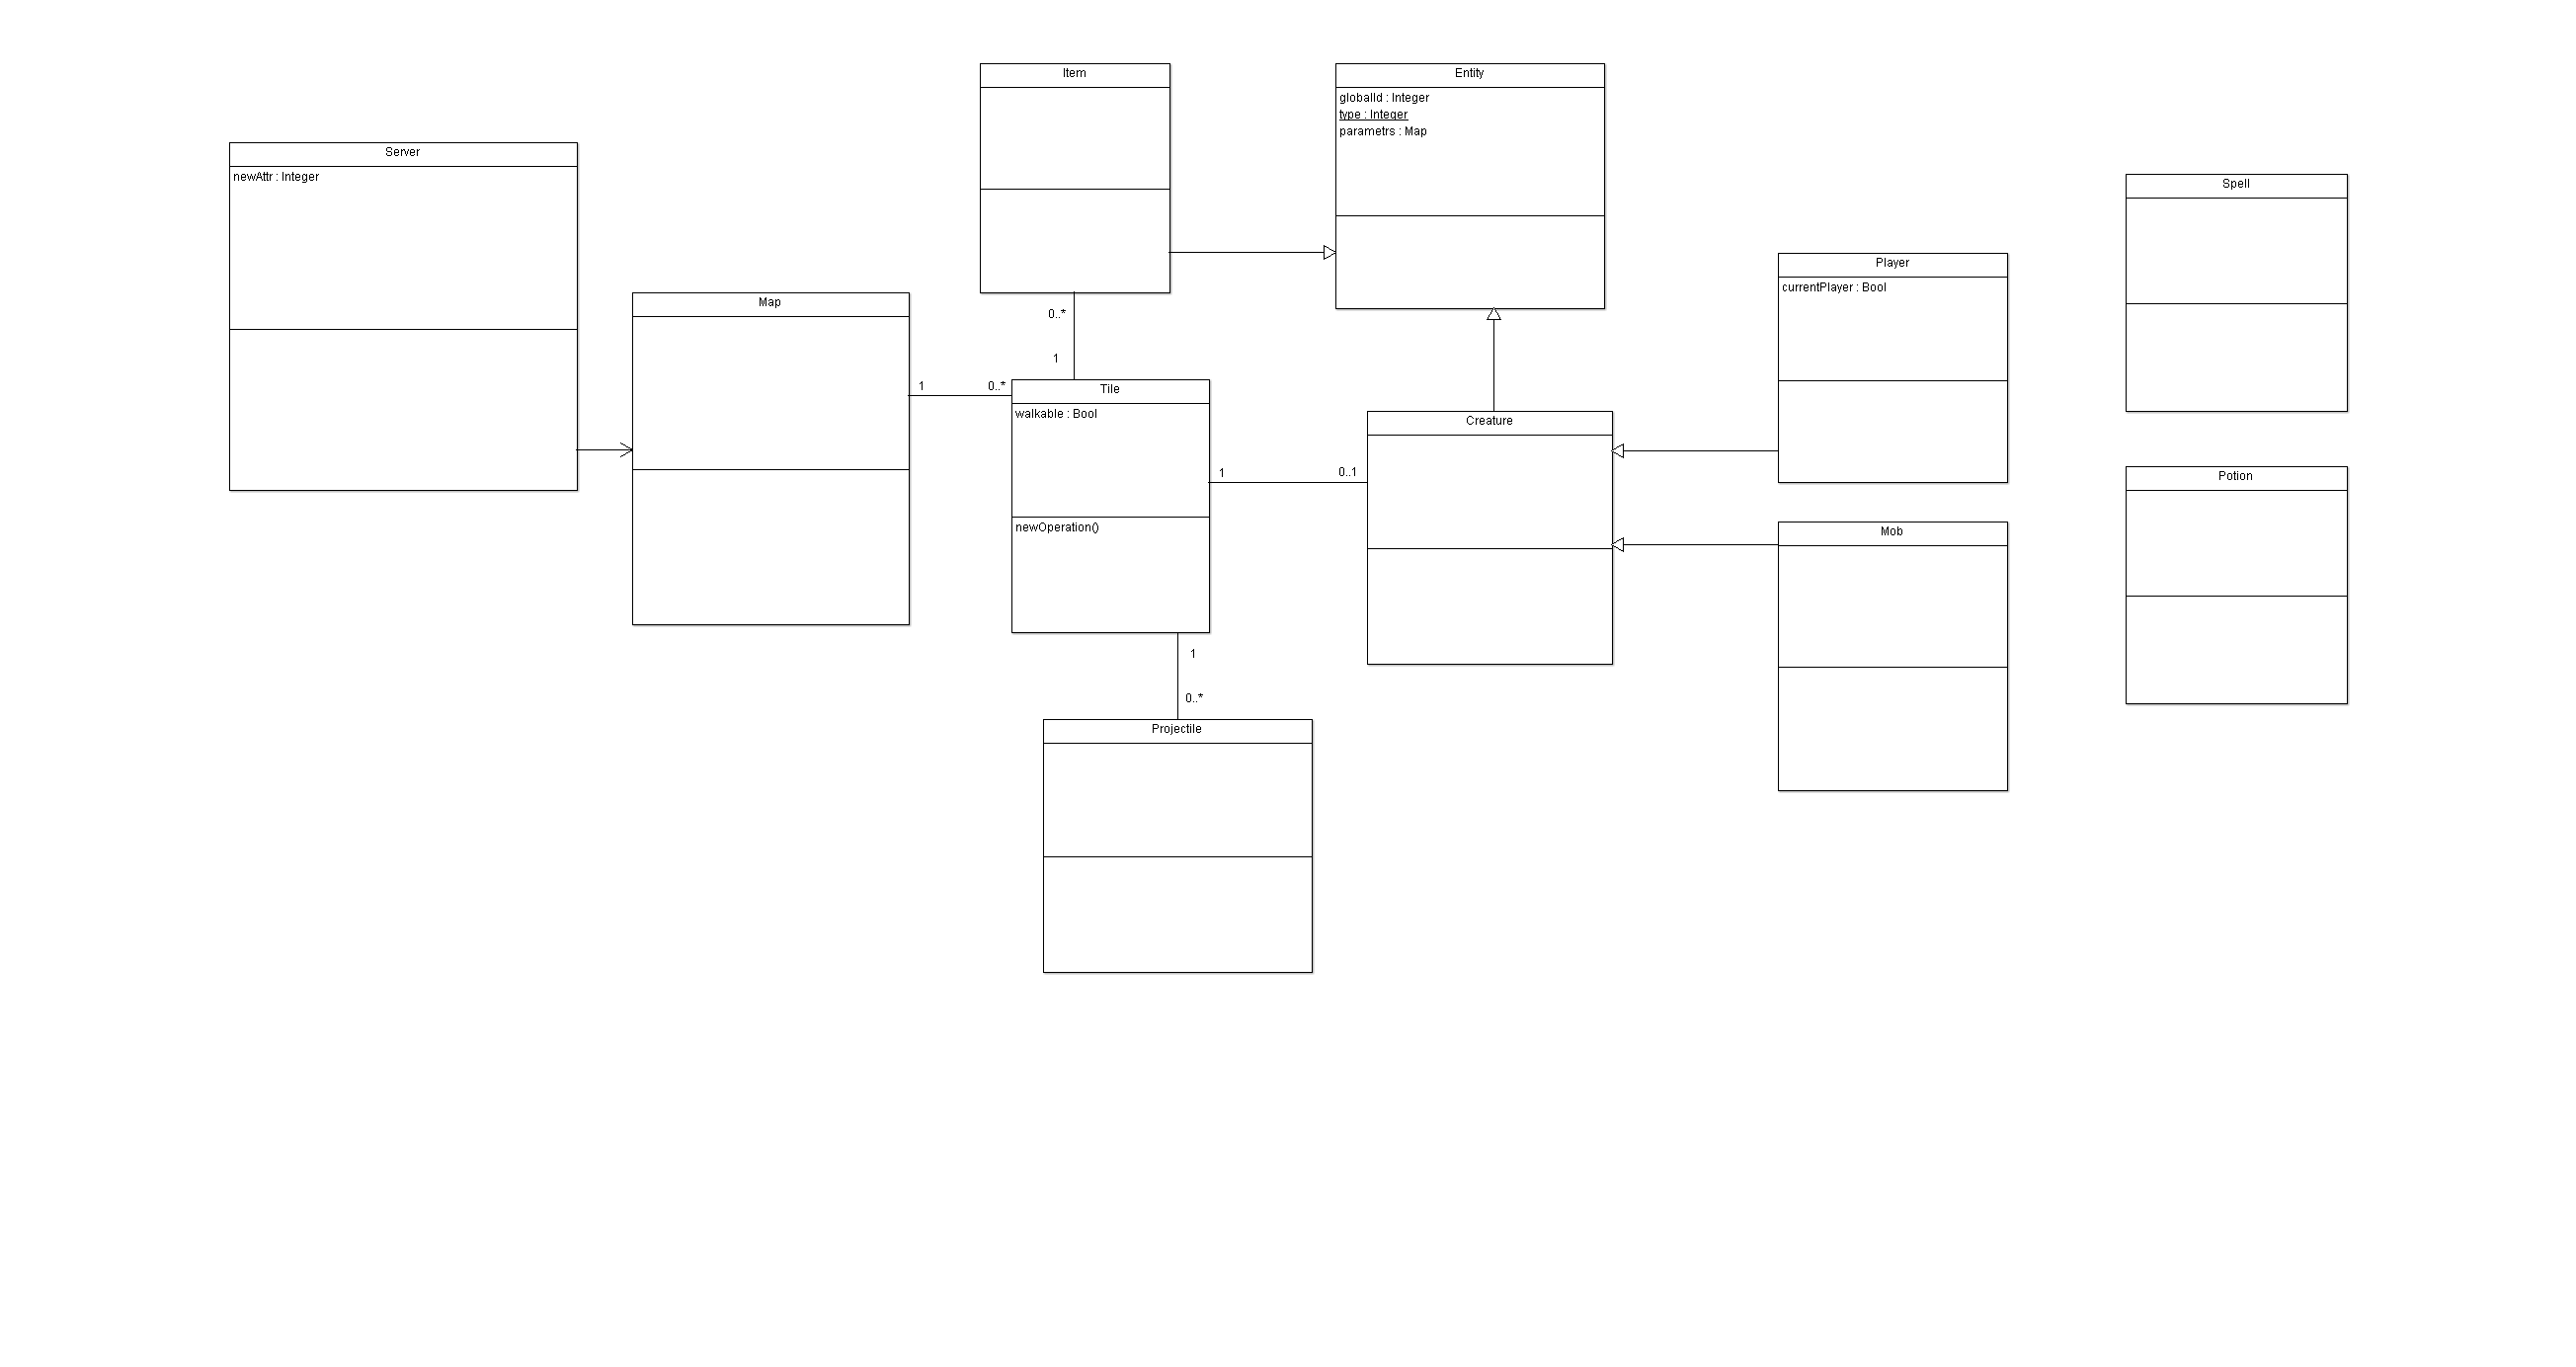 Item
Entity
globalId : Integer
type : Integer
parametrs : Map
Server
newAttr : Integer
Spell
Player
currentPlayer : Bool
Map
0..*
1
1
0..*
Tile
walkable : Bool
newOperation()
Creature
1
0..1
Potion
Mob
1
0..*
Projectile